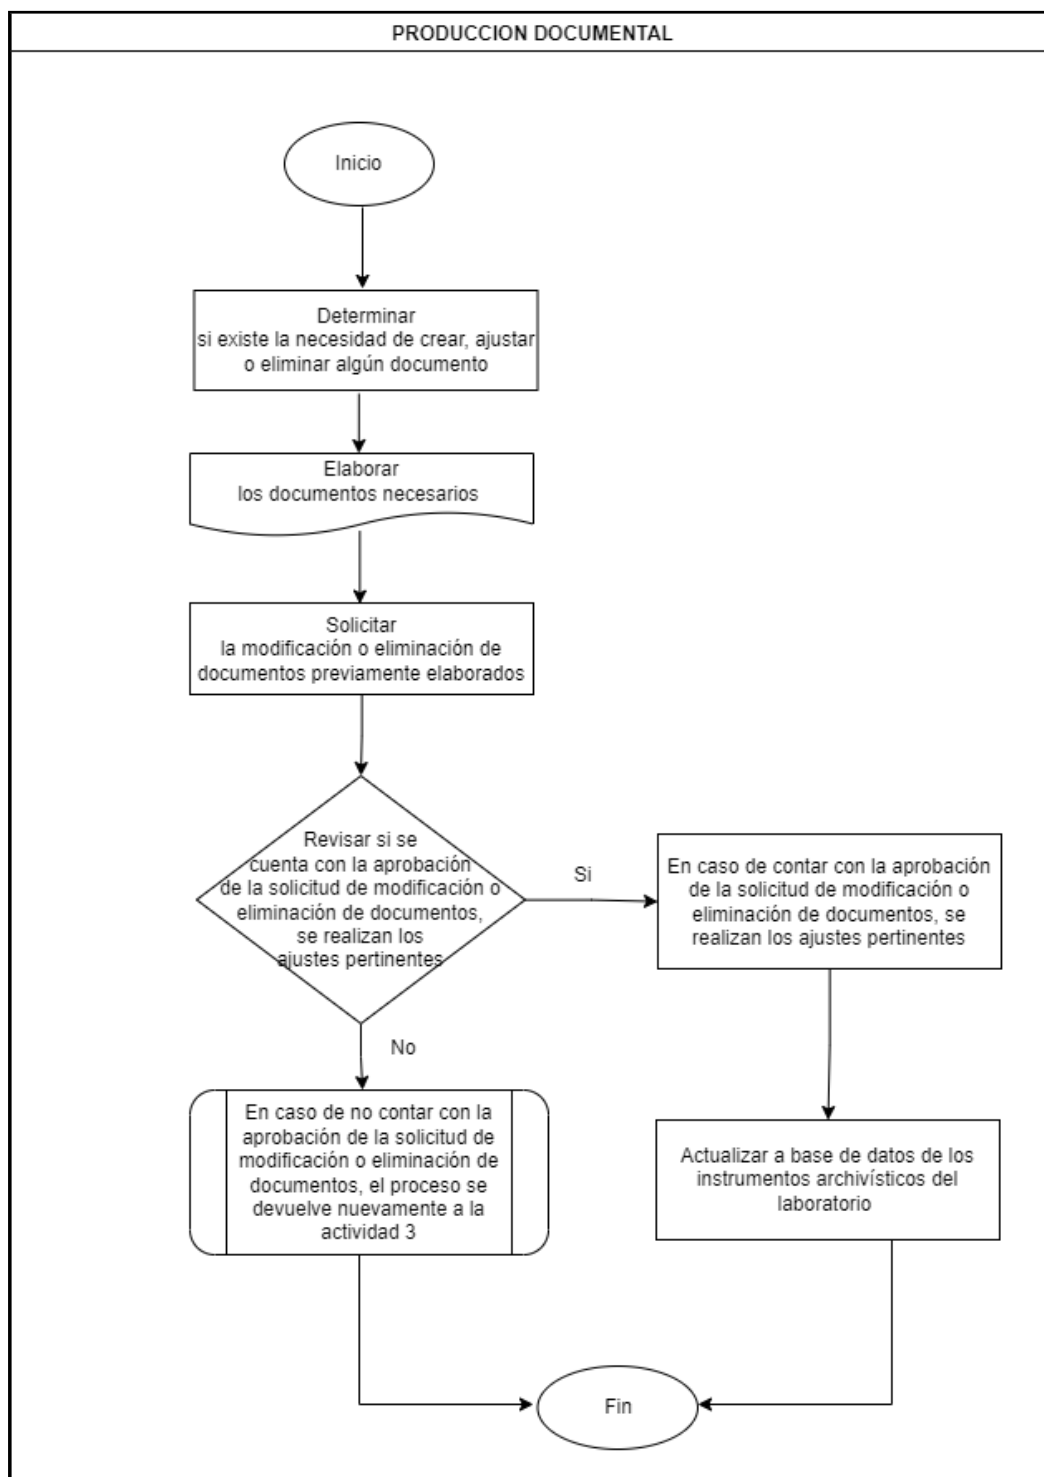 PRODUCCION DOCUMENTAL
Inicio
Determinar
si existe la necesidad de crear, ajustar
o eliminar algún documento
Elaborar
los documentos necesarios
Solicitar
la modificación o eliminación de
documentos previamente elaborados
Revisar si se
cuenta con la aprobación
de la solicitud de modificación o
eliminación de documentos,
se realizan los
ajustes pertinentes
Si
En caso de contar con la aprobación
de la solicitud de modificación o
eliminación de documentos, se
realizan los ajustes pertinentes
No
En caso de no contar con la
aprobación de la solicitud de
modificación o eliminación de
documentos, el proceso se
devuelve nuevamente a la
actividad 3
Actualizar a base de datos de los
instrumentos archivísticos del
laboratorio
Fin